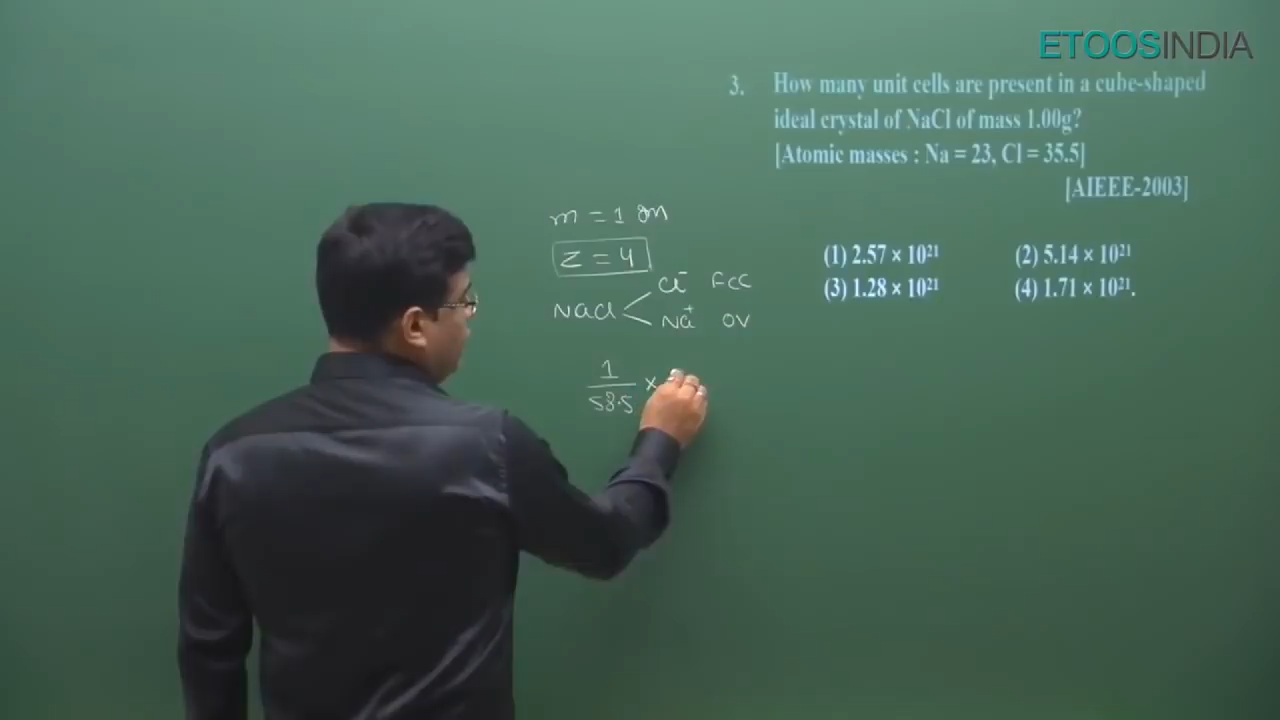 ETOOSINDIA
3. How many unit cells are present in a cube-shaped
ideal crystal of NaCl of mass 1.00g?
[Atomic masses : Na = 23, Cl = 35.5]
[AIEEE-2003]
(1) 2.57 × 10²¹ (2) 5.14 × 10²¹
(3) 1.28 × 10²¹ (4) 1.71 × 10²¹.
m = 1 gm
Z = 4
NaCl Cl⁻ FCC
Na⁺ OV
1
58.5 ×